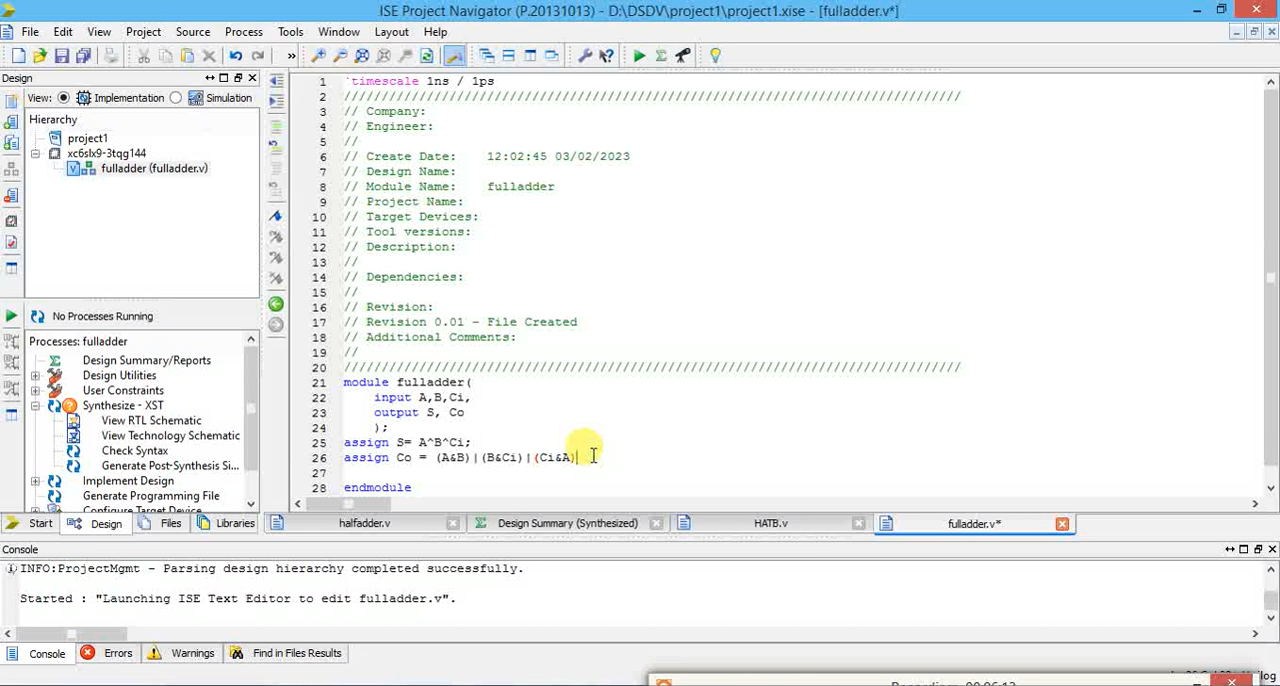 ISE Project Navigator (P.20131013) - D:\DSDV\project1\project1.xise - [fulladder.v*]
File Edit View Project Source Process Tools Window Layout Help
»
Design
View: Implementation Simulation
Hierarchy
project1
xc6slx9-3tqg144
fulladder (fulladder.v)
No Processes Running
Processes: fulladder
Design Summary/Reports
Design Utilities
User Constraints
Synthesize - XST
View RTL Schematic
View Technology Schematic
Check Syntax
Generate Post-Synthesis Si...
Implement Design
Generate Programming File
Configure Target Device
Start Design Files Libraries
1 `timescale 1ns / 1ps
2 //////////////////////////////////////////////////////////////////////////////////
3 // Company:
4 // Engineer:
5 //
6 // Create Date: 12:02:45 03/02/2023
7 // Design Name:
8 // Module Name: fulladder
9 // Project Name:
10 // Target Devices:
11 // Tool versions:
12 // Description:
13 //
14 // Dependencies:
15 //
16 // Revision:
17 // Revision 0.01 - File Created
18 // Additional Comments:
19 //
20 //////////////////////////////////////////////////////////////////////////////////
21 module fulladder(
22 input A,B,Ci,
23 output S, Co
24 );
25 assign S= A^B^Ci;
26 assign Co = (A&B)|(B&Ci)|(Ci&A)
27
28 endmodule
halfadder.v Design Summary (Synthesized) HATB.v fulladder.v*
Console
INFO:ProjectMgmt - Parsing design hierarchy completed successfully.
Started : "Launching ISE Text Editor to edit fulladder.v".
Console Errors Warnings Find in Files Results